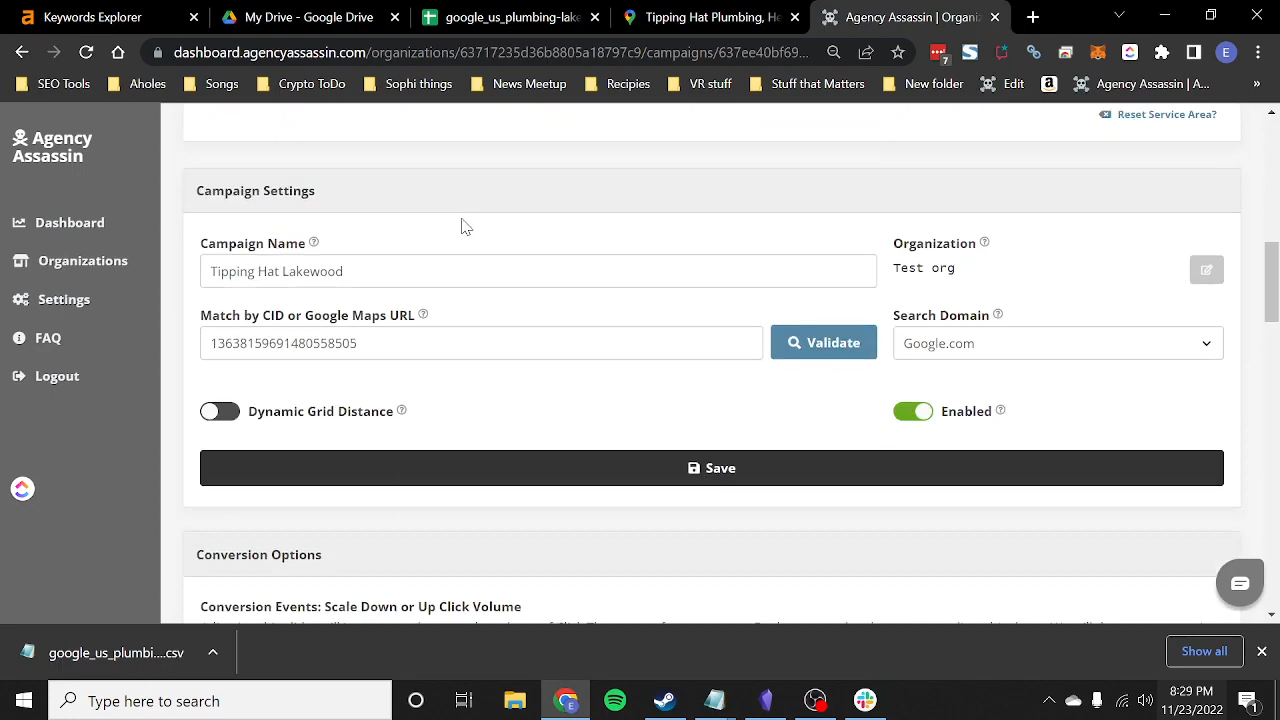 Keywords Explorer
My Drive - Google Drive
google_us_plumbing-lake
Tipping Hat Plumbing, He
Agency Assassin | Organiz
dashboard.agencyassassin.com/organizations/63717235d36b8805a18797c9/campaigns/637ee40bf69...
7
E
SEO Tools
Aholes
Songs
Crypto ToDo
Sophi things
News Meetup
Recipies
VR stuff
Stuff that Matters
New folder
Edit
Agency Assassin | A...
»
Reset Service Area?
Agency
Assassin
Dashboard
Organizations
Settings
FAQ
Logout
Campaign Settings
Campaign Name
Tipping Hat Lakewood
Organization
Test org
Match by CID or Google Maps URL
13638159691480558505
Validate
Search Domain
Google.com
Dynamic Grid Distance
Enabled
Save
Conversion Options
Conversion Events: Scale Down or Up Click Volume
google_us_plumbi....csv
Show all
Type here to search
8:29 PM
11/23/2022